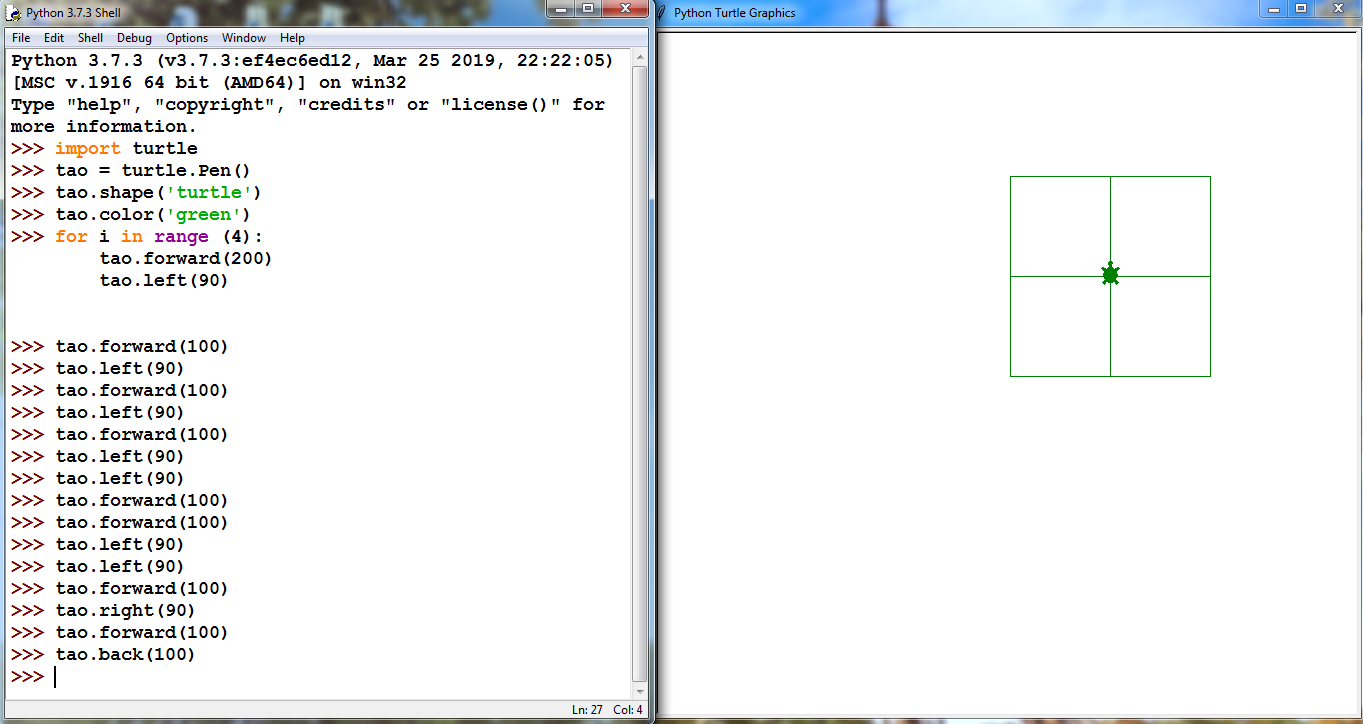 Python 3.7.3 Shell
File Edit Shell Debug Options Window Help
Python 3.7.3 (v3.7.3:ef4ec6ed12, Mar 25 2019, 22:22:05)
[MSC v.1916 64 bit (AMD64)] on win32
Type "help", "copyright", "credits" or "license()" for
more information.
>>> import turtle
>>> tao = turtle.Pen()
>>> tao.shape('turtle')
>>> tao.color('green')
>>> for i in range (4):
        tao.forward(200)
        tao.left(90)
>>> tao.forward(100)
>>> tao.left(90)
>>> tao.forward(100)
>>> tao.left(90)
>>> tao.forward(100)
>>> tao.left(90)
>>> tao.left(90)
>>> tao.forward(100)
>>> tao.forward(100)
>>> tao.left(90)
>>> tao.left(90)
>>> tao.forward(100)
>>> tao.right(90)
>>> tao.forward(100)
>>> tao.back(100)
>>>
Ln: 27 Col: 4
Python Turtle Graphics